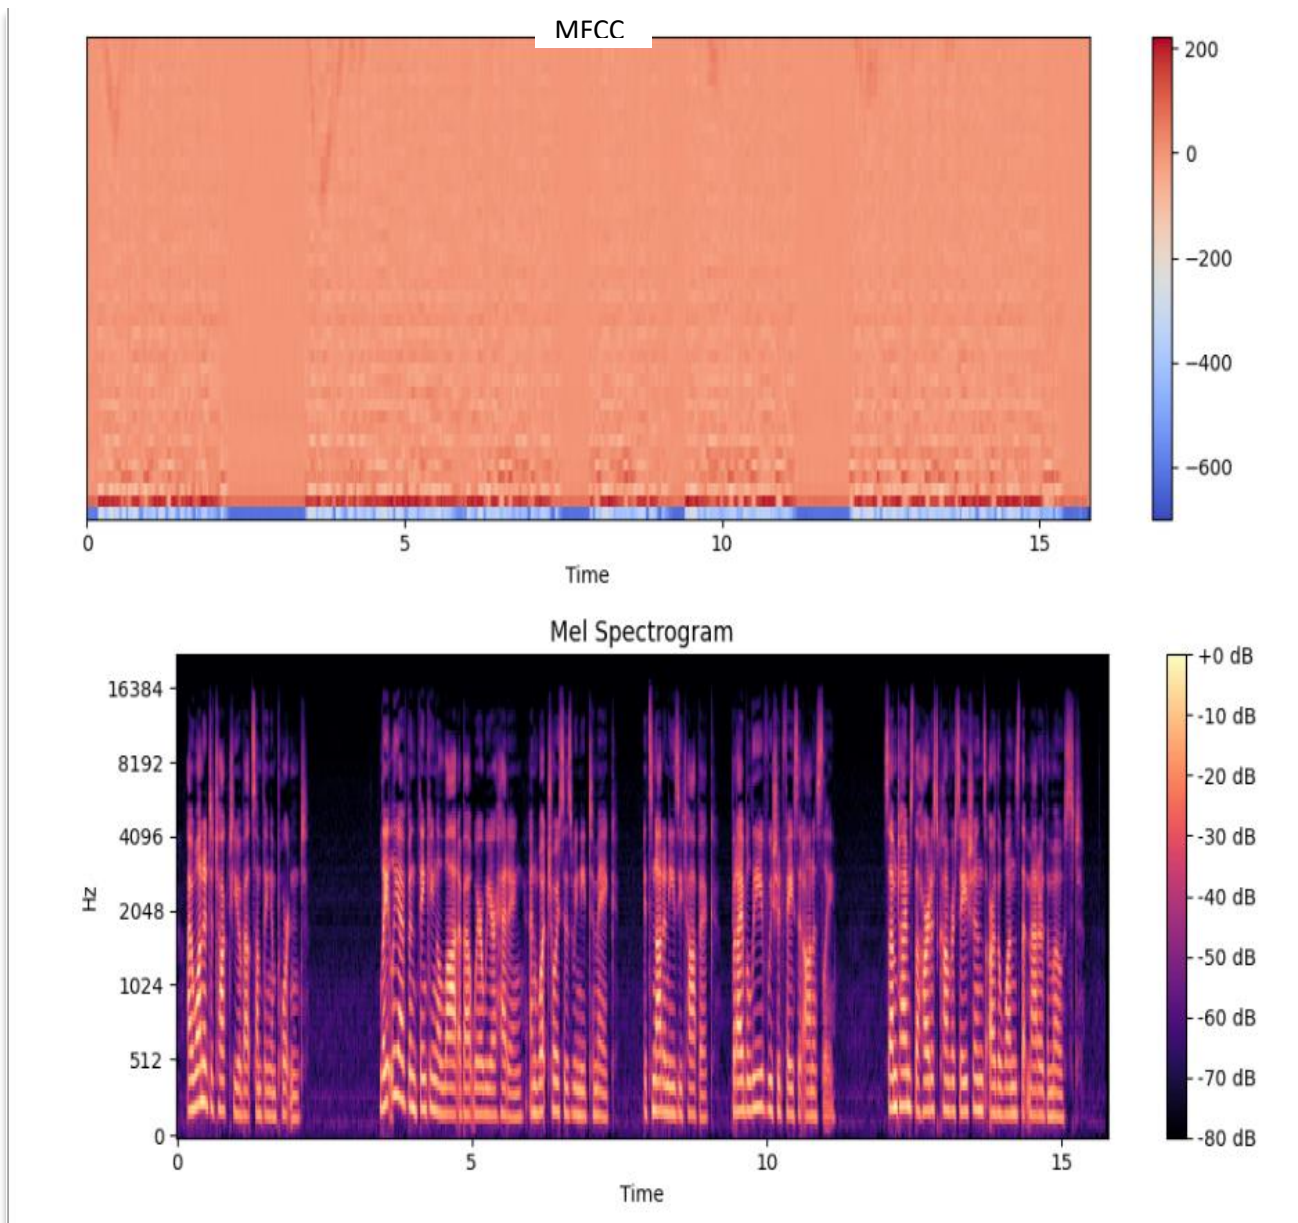 MFCC
200
0
−200
−400
−600
0 5 10 15
Time
Mel Spectrogram
16384
8192
4096
2048
1024
512
0
Hz
+0 dB
-10 dB
-20 dB
-30 dB
-40 dB
-50 dB
-60 dB
-70 dB
-80 dB
0 5 10 15
Time